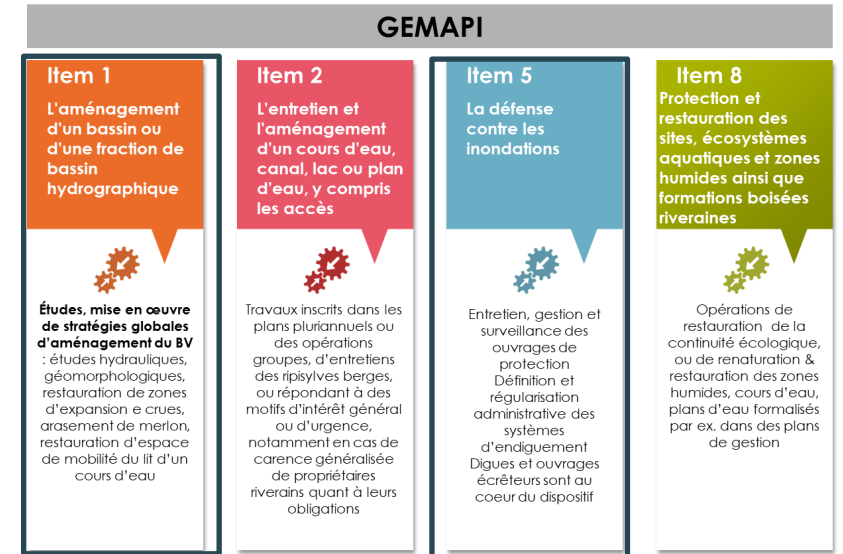 GEMAPI
Item 1
L'aménagement
d'un bassin ou
d'une fraction de
bassin
hydrographique
Études, mise en œuvre
de stratégies globales
d'aménagement du BV
: études hydrauliques,
géomorphologiques,
restauration de zones
d'expansion e crues,
arasement de merlon,
restauration d'espace
de mobilité du lit d'un
cours d'eau
Item 2
L'entretien et
l'aménagement
d'un cours d'eau,
canal, lac ou plan
d'eau, y compris
les accès
Travaux inscrits dans les
plans pluriannuels ou
des opérations
groupes, d'entretiens
des ripisylves berges,
ou répondant à des
motifs d'intérêt général
ou d'urgence,
notamment en cas de
carence généralisée
de propriétaires
riverains quant à leurs
obligations
Item 5
La défense
contre les
inondations
Entretien, gestion et
surveillance des
ouvrages de
protection
Définition et
régularisation
administrative des
systèmes
d'endiguement
Digues et ouvrages
écrêteurs sont au
coeur du dispositif
Item 8
Protection et
restauration des
sites, écosystèmes
aquatiques et zones
humides ainsi que
formations boisées
riveraines
Opérations de
restauration de la
continuité écologique,
ou de renaturation &
restauration des zones
humides, cours d'eau,
plans d'eau formalisés
par ex. dans des plans
de gestion